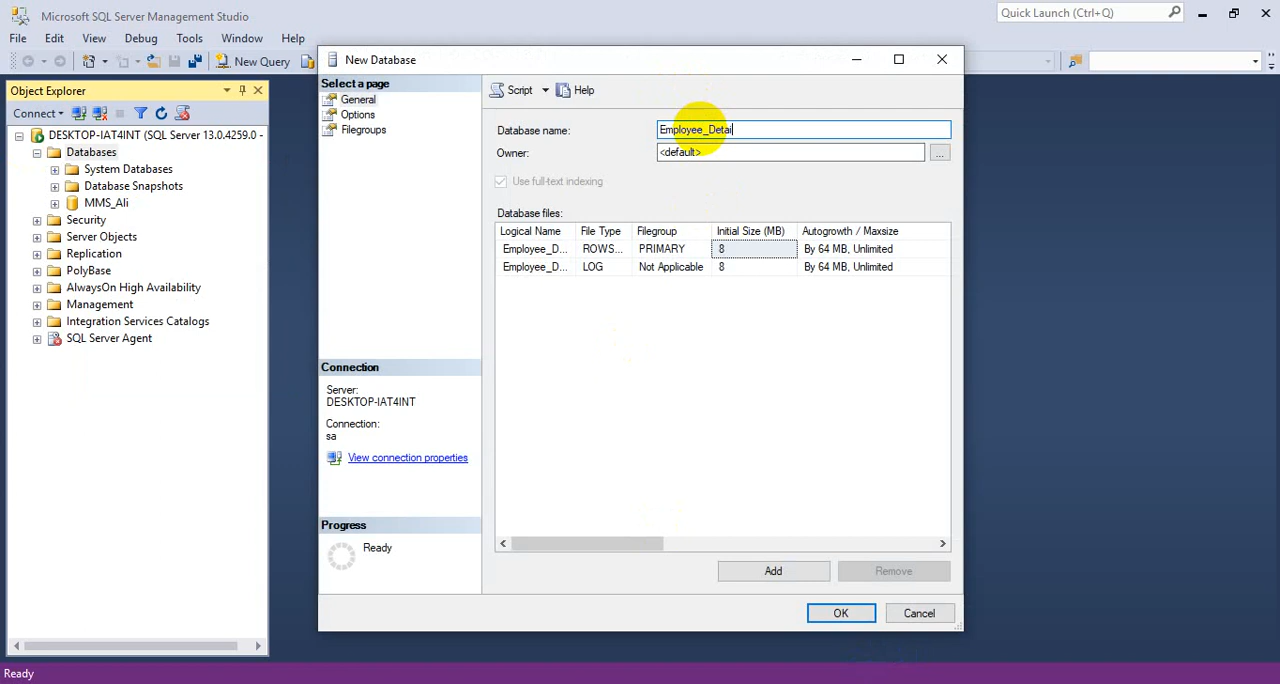 Microsoft SQL Server Management Studio
Quick Launch (Ctrl+Q)
File Edit View Debug Tools Window Help
New Query
Object Explorer
Connect
DESKTOP-IAT4INT (SQL Server 13.0.4259.0 -
Databases
System Databases
Database Snapshots
MMS_Ali
Security
Server Objects
Replication
PolyBase
AlwaysOn High Availability
Management
Integration Services Catalogs
SQL Server Agent
New Database
Select a page
General
Options
Filegroups
Connection
Server:
DESKTOP-IAT4INT
Connection:
sa
View connection properties
Progress
Ready
Script Help
Database name: Employee_Detai
Owner: <default>
...
Use full-text indexing
Database files:
Logical Name File Type Filegroup Initial Size (MB) Autogrowth / Maxsize
Employee_D... ROWS... PRIMARY 8 By 64 MB, Unlimited
Employee_D... LOG Not Applicable 8 By 64 MB, Unlimited
Add Remove
OK Cancel
Ready